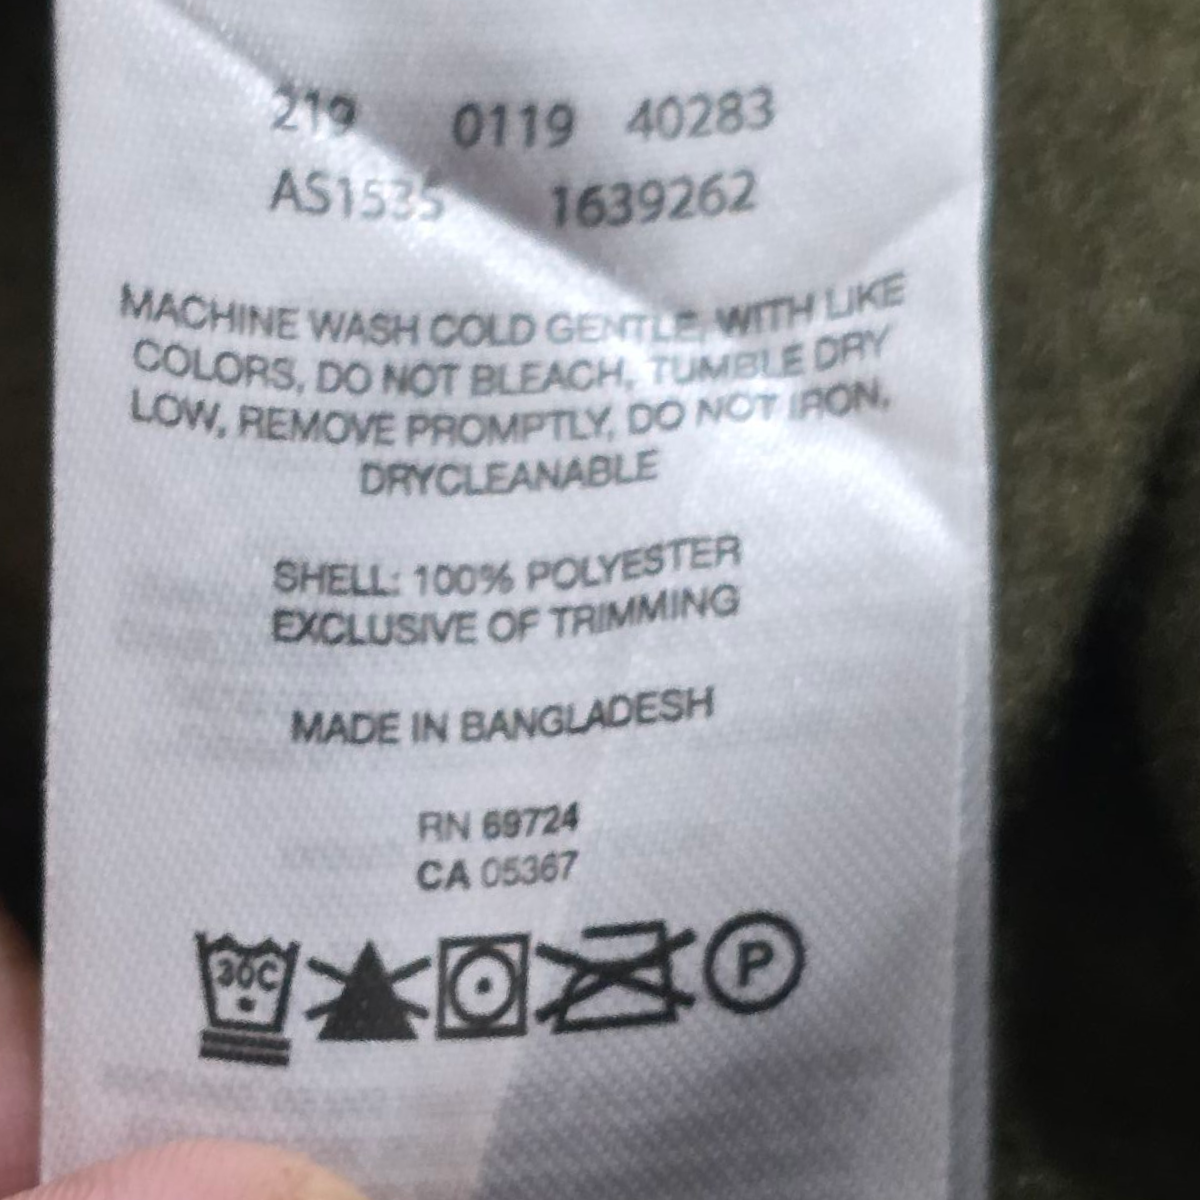 219 0119 40283
AS1535 1639262
MACHINE WASH COLD GENTLE, WITH LIKE
COLORS, DO NOT BLEACH, TUMBLE DRY
LOW, REMOVE PROMPTLY, DO NOT IRON,
DRYCLEANABLE
SHELL: 100% POLYESTER
EXCLUSIVE OF TRIMMING
MADE IN BANGLADESH
RN 69724
CA 05367
30C P